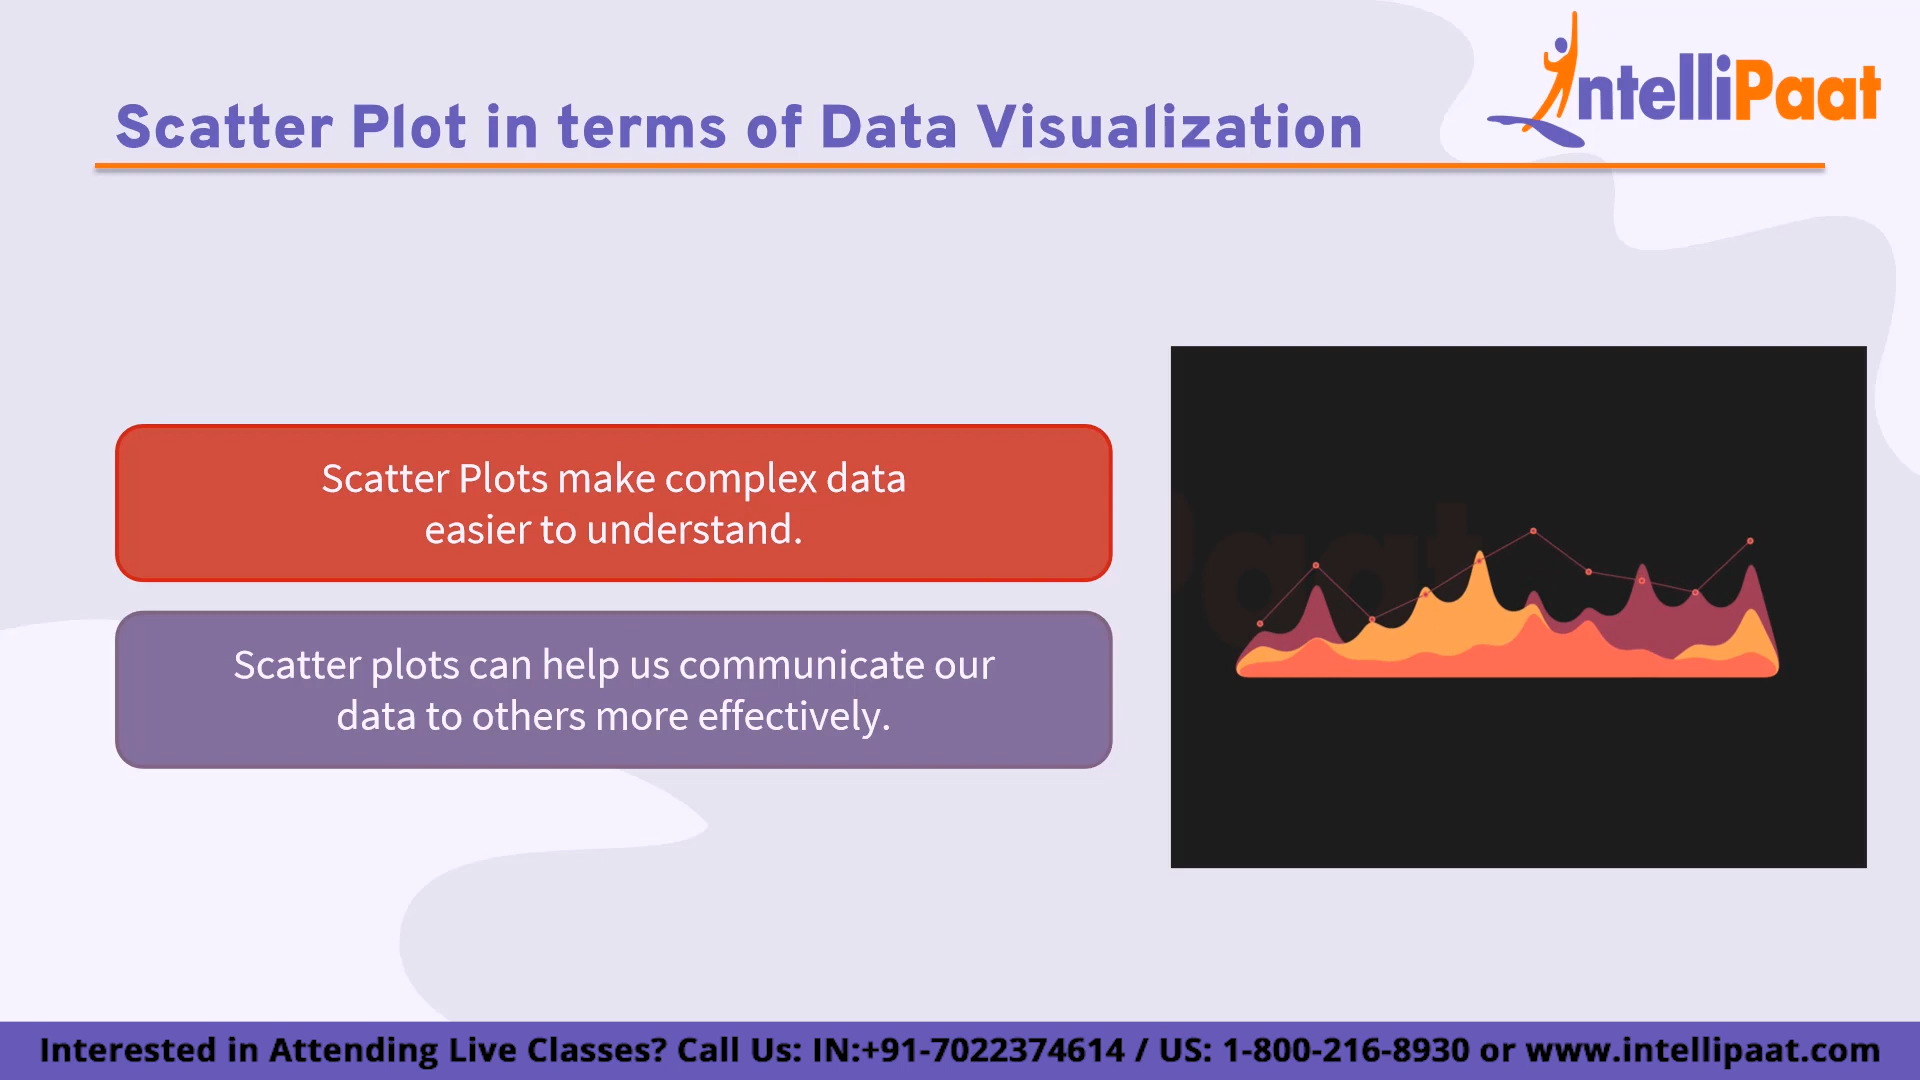 IntelliPaat
Scatter Plot in terms of Data Visualization
Scatter Plots make complex data
easier to understand.
Scatter plots can help us communicate our
data to others more effectively.
Paat
Interested in Attending Live Classes? Call Us: IN:+91-7022374614 / US: 1-800-216-8930 or www.intellipaat.com